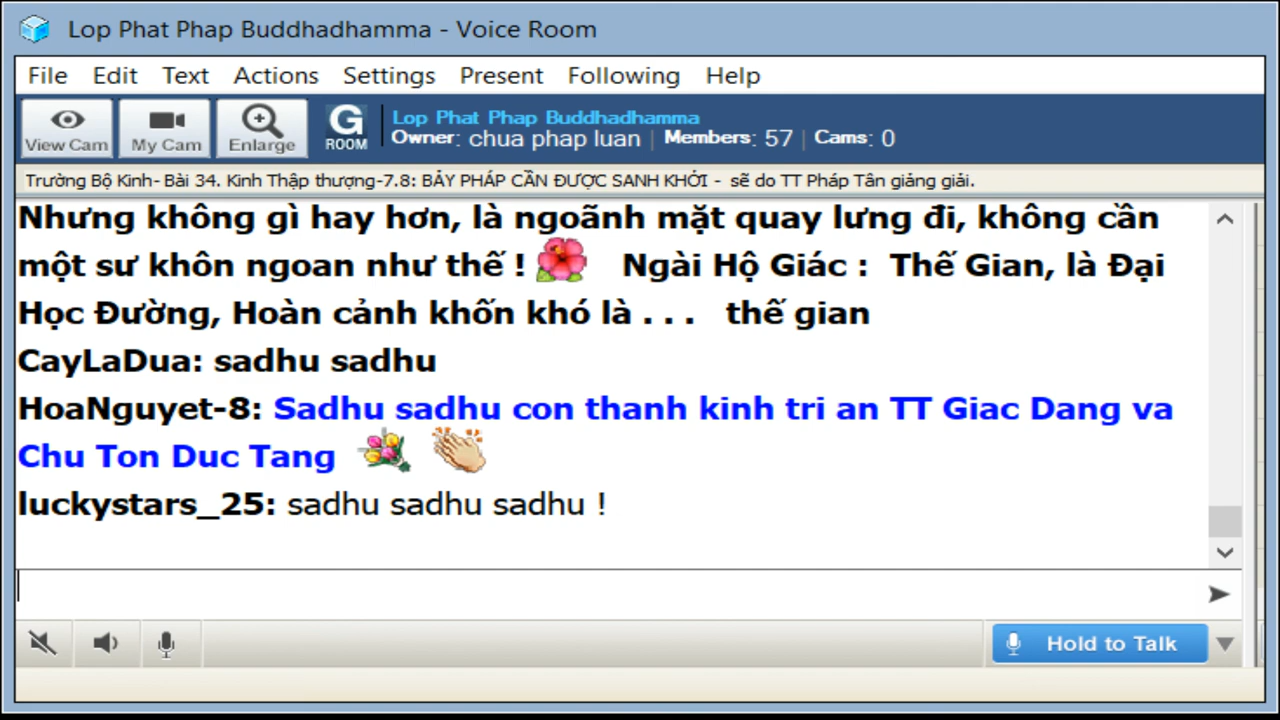 Lop Phat Phap Buddhadhamma - Voice Room
File Edit Text Actions Settings Present Following Help
View Cam My Cam Enlarge G ROOM
Lop Phat Phap Buddhadhamma
Owner: chua phap luan | Members: 57 | Cams: 0
Trường Bộ Kinh- Bài 34. Kinh Thập thượng-7.8: BẢY PHÁP CẦN ĐƯỢC SANH KHỞI - sẽ do TT Pháp Tân giảng giải.
Nhưng không gì hay hơn, là ngoãnh mặt quay lưng đi, không cần
một sư khôn ngoan như thế ! Ngài Hộ Giác : Thế Gian, là Đại
Học Đường, Hoàn cảnh khốn khó là . . . thế gian
CayLaDua: sadhu sadhu
HoaNguyet-8: Sadhu sadhu con thanh kinh tri an TT Giac Dang va
Chu Ton Duc Tang
luckystars_25: sadhu sadhu sadhu !
Hold to Talk